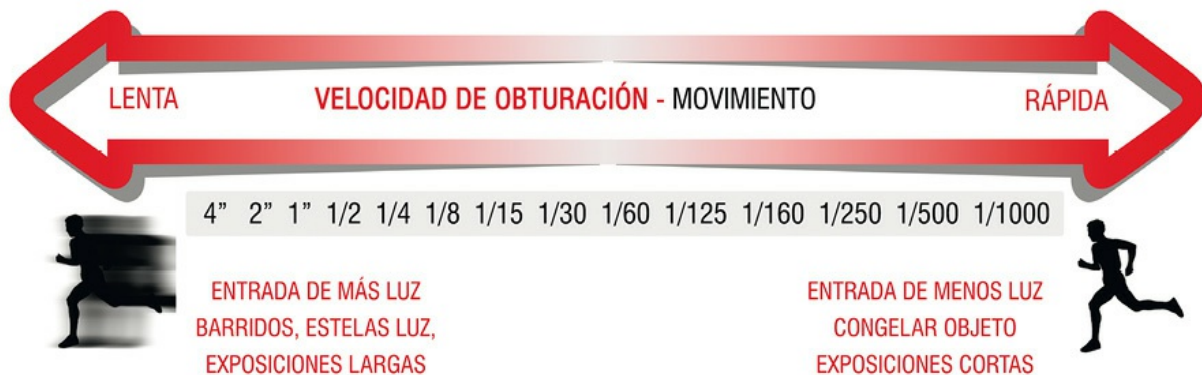 LENTA VELOCIDAD DE OBTURACIÓN - MOVIMIENTO RÁPIDA
4” 2” 1” 1/2 1/4 1/8 1/15 1/30 1/60 1/125 1/160 1/250 1/500 1/1000
ENTRADA DE MÁS LUZ
BARRIDOS, ESTELAS LUZ,
EXPOSICIONES LARGAS
ENTRADA DE MENOS LUZ
CONGELAR OBJETO
EXPOSICIONES CORTAS